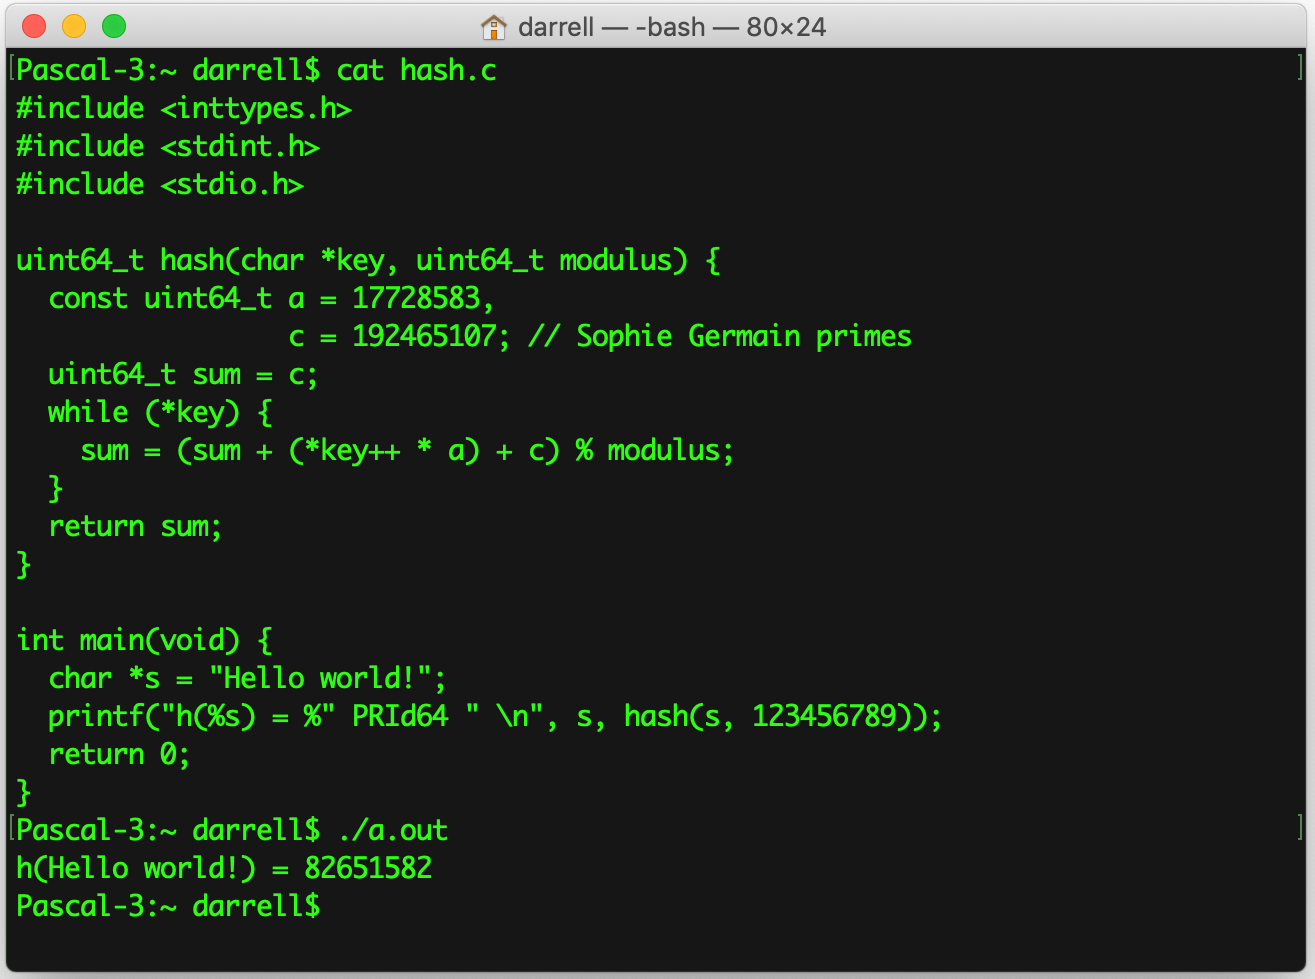 darrell — -bash — 80×24
Pascal-3:~ darrell$ cat hash.c
#include <inttypes.h>
#include <stdint.h>
#include <stdio.h>

uint64_t hash(char *key, uint64_t modulus) {
  const uint64_t a = 17728583,
                 c = 192465107; // Sophie Germain primes
  uint64_t sum = c;
  while (*key) {
    sum = (sum + (*key++ * a) + c) % modulus;
  }
  return sum;
}

int main(void) {
  char *s = "Hello world!";
  printf("h(%s) = %" PRId64 " \n", s, hash(s, 123456789));
  return 0;
}
Pascal-3:~ darrell$ ./a.out
h(Hello world!) = 82651582
Pascal-3:~ darrell$